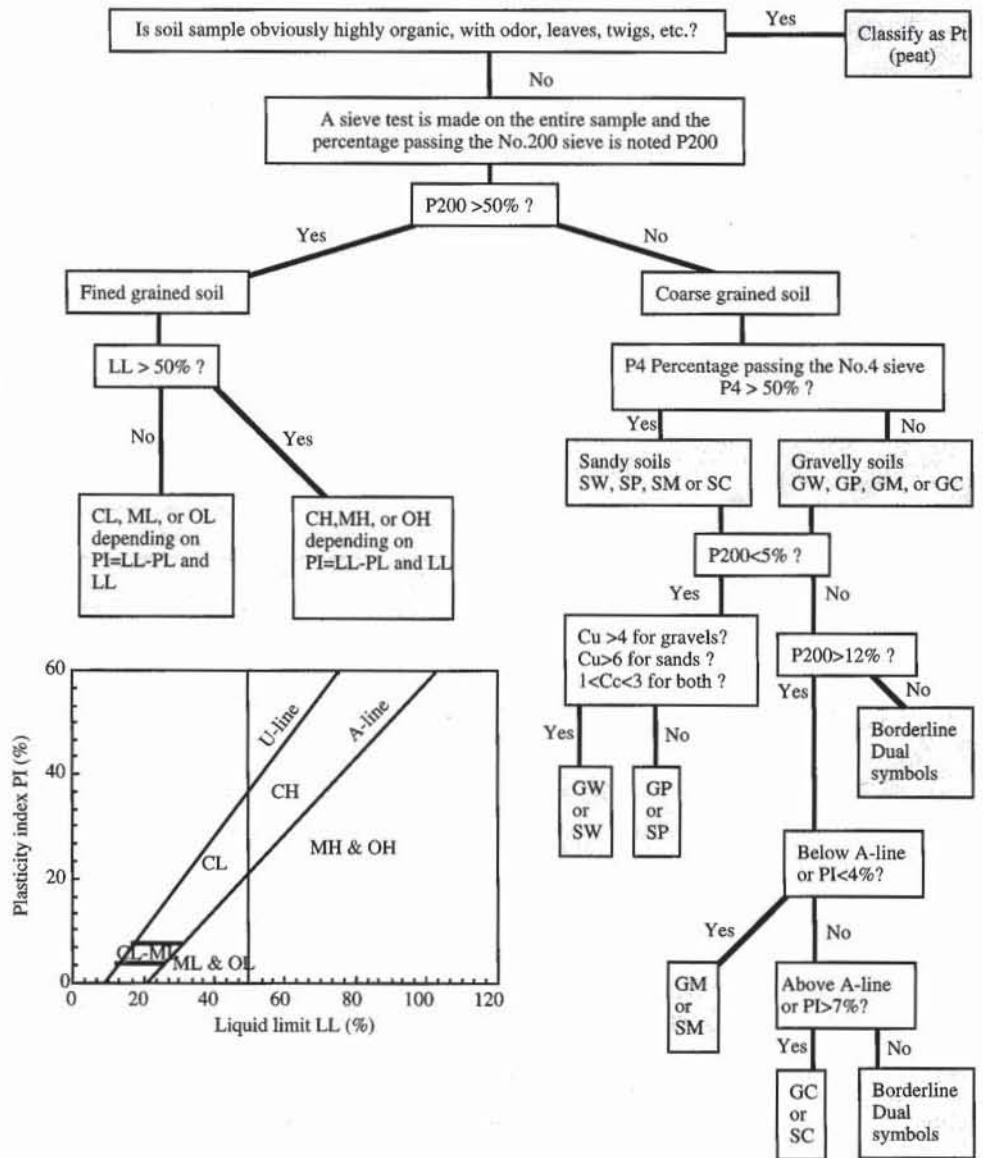 Is soil sample obviously highly organic, with odor, leaves, twigs, etc.?
Yes
Classify as Pt
(peat)
No
A sieve test is made on the entire sample and the
percentage passing the No.200 sieve is noted P200
P200 >50% ?
Yes
No
Fined grained soil
Coarse grained soil
LL > 50% ?
P4 Percentage passing the No.4 sieve
P4 > 50% ?
No
Yes
Yes
No
Sandy soils
SW, SP, SM or SC
Gravelly soils
GW, GP, GM, or GC
CL, ML, or OL
depending on
PI=LL-PL and
LL
CH,MH, or OH
depending on
PI=LL-PL and LL
P200<5% ?
Yes
No
Cu >4 for gravels?
Cu>6 for sands ?
1<Cc<3 for both ?
P200>12% ?
Yes
No
Yes
No
Borderline
Dual
symbols
GW
or
SW
GP
or
SP
Below A-line
or PI<4%?
Yes
No
GM
or
SM
Above A-line
or PI>7%?
Yes
No
GC
or
SC
Borderline
Dual
symbols
Plasticity index PI (%)
60
40
20
0
U-line
A-line
CH
CL
MH & OH
CL-ML
ML & OL
0 20 40 60 80 100 120
Liquid limit LL (%)